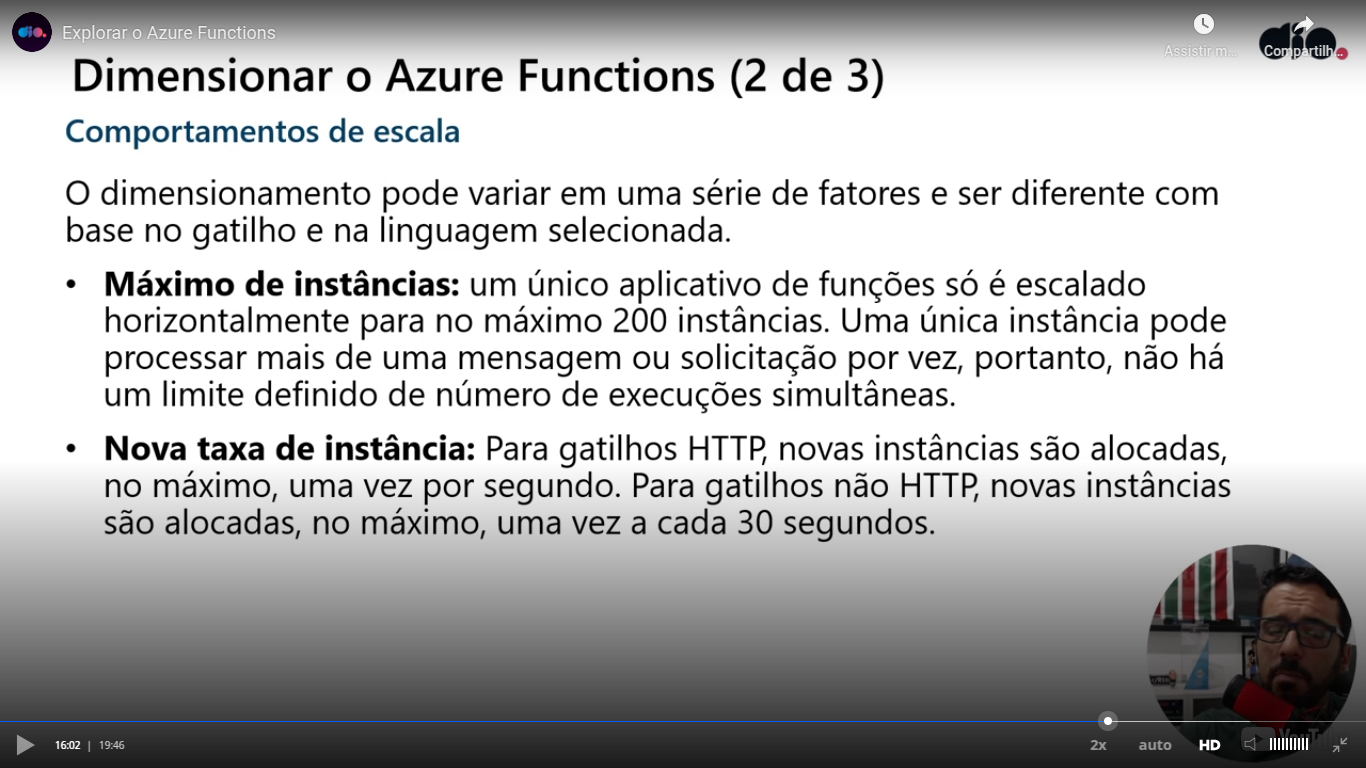 Explorar o Azure Functions
Assistir m...
Compartilh...
Dimensionar o Azure Functions (2 de 3)
Comportamentos de escala
O dimensionamento pode variar em uma série de fatores e ser diferente com
base no gatilho e na linguagem selecionada.
• Máximo de instâncias: um único aplicativo de funções só é escalado
horizontalmente para no máximo 200 instâncias. Uma única instância pode
processar mais de uma mensagem ou solicitação por vez, portanto, não há
um limite definido de número de execuções simultâneas.
• Nova taxa de instância: Para gatilhos HTTP, novas instâncias são alocadas,
no máximo, uma vez por segundo. Para gatilhos não HTTP, novas instâncias
são alocadas, no máximo, uma vez a cada 30 segundos.
16:02 | 19:46
2x auto HD